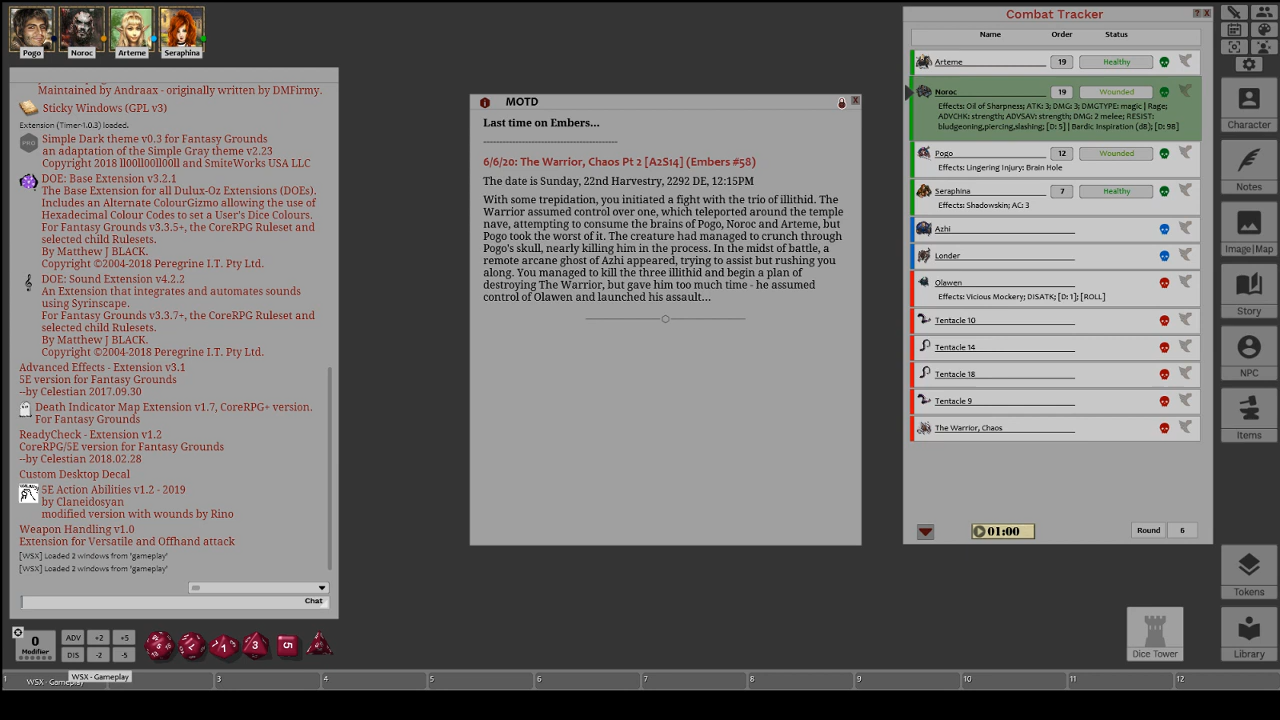 Pogo
Noroc
Arteme
Seraphina
Maintained by Andraax - originally written by DMFirmy.
Sticky Windows (GPL v3)
Extension (Timer-1.0.3) loaded.
PRO
Simple Dark theme v0.3 for Fantasy Grounds
an adaptation of the Simple Gray theme v2.23
Copyright 2018 ll00ll00ll00ll and SmiteWorks USA LLC
DOE: Base Extension v3.2.1
The Base Extension for all Dulux-Oz Extensions (DOEs).
Includes an Alternate ColourGizmo allowing the use of
Hexadecimal Colour Codes to set a User's Dice Colours.
For Fantasy Grounds v3.3.5+, the CoreRPG Ruleset and
selected child Rulesets.
By Matthew J BLACK.
Copyright ©2004-2018 Peregrine I.T. Pty Ltd.
DOE: Sound Extension v4.2.2
An Extension that integrates and automates sounds
using Syrinscape.
For Fantasy Grounds v3.3.7+, the CoreRPG Ruleset and
selected child Rulesets.
By Matthew J BLACK
Copyright ©2004-2018 Peregrine I.T. Pty Ltd.
Advanced Effects - Extension v3.1
5E version for Fantasy Grounds
--by Celestian 2017.09.30
Death Indicator Map Extension v1.7, CoreRPG+ version.
For Fantasy Grounds
ReadyCheck - Extension v1.2
CoreRPG/5E version for Fantasy Grounds
--by Celestian 2018.02.28
Custom Desktop Decal
5E Action Abilities v1.2 - 2019
by Claneidosyan
modified version with wounds by Rino
Weapon Handling v1.0
Extension for Versatile and Offhand attack
[WSX] Loaded 2 windows from 'gameplay'
[WSX] Loaded 2 windows from 'gameplay'
Chat
0
Modifier
ADV
+2
+5
DIS
-2
-5
7
1
3
5
MOTD
X
Last time on Embers...
----------------------------------------------
6/6/20: The Warrior, Chaos Pt 2 [A2S14] (Embers #58)
The date is Sunday, 22nd Harvestry, 2292 DE, 12:15PM
With some trepidation, you initiated a fight with the trio of illithid. The
Warrior assumed control over one, which teleported around the temple
nave, attempting to consume the brains of Pogo, Noroc and Arteme, but
Pogo took the worst of it. The creature had managed to crunch through
Pogo's skull, nearly killing him in the process. In the midst of battle, a
remote arcane ghost of Azhi appeared, trying to assist but rushing you
along. You managed to kill the three illithid and begin a plan of
destroying The Warrior, but gave him too much time - he assumed
control of Olawen and launched his assault...
Combat Tracker
? X
Name Order Status
Arteme 19 Healthy
Noroc 19 Wounded
Effects: Oil of Sharpness; ATK: 3; DMG: 3; DMGTYPE: magic | Rage;
ADVCHK: strength; ADVSAV: strength; DMG: 2 melee; RESIST:
bludgeoning,piercing,slashing; [D: 5] | Bardic Inspiration (d8); [D: 98]
Pogo 12 Wounded
Effects: Lingering Injury: Brain Hole
Seraphina 7 Healthy
Effects: Shadowskin; AC: 3
Azhi
Londer
Olawen
Effects: Vicious Mockery; DISATK; [D: 1]; [ROLL]
Tentacle 10
Tentacle 14
Tentacle 18
Tentacle 9
The Warrior, Chaos
01:00
Round 6
Character
Notes
Image|Map
Story
NPC
Items
Tokens
Library
Dice Tower
1 WSX - Gameplay 3 4 5 6 7 8 9 10 11 12
WSX - Gameplay